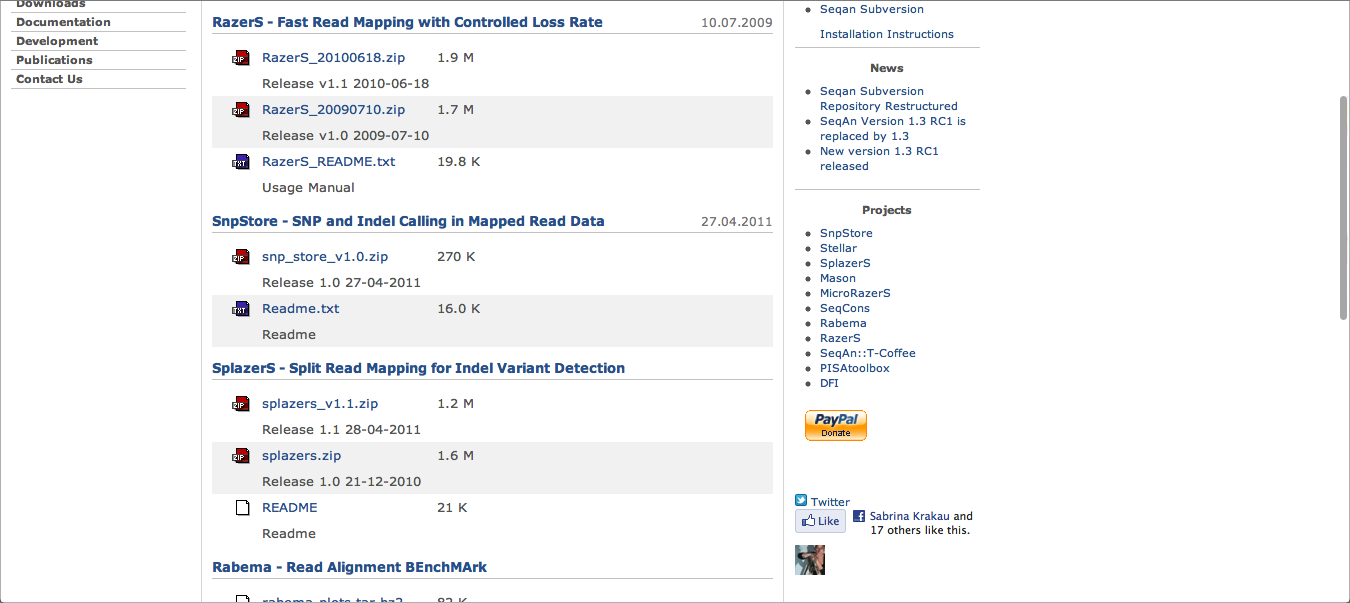 Downloads
Documentation
Development
Publications
Contact Us
RazerS - Fast Read Mapping with Controlled Loss Rate 10.07.2009
ZIP RazerS_20100618.zip 1.9 M
Release v1.1 2010-06-18
ZIP RazerS_20090710.zip 1.7 M
Release v1.0 2009-07-10
TXT RazerS_README.txt 19.8 K
Usage Manual
SnpStore - SNP and Indel Calling in Mapped Read Data 27.04.2011
ZIP snp_store_v1.0.zip 270 K
Release 1.0 27-04-2011
TXT Readme.txt 16.0 K
Readme
SplazerS - Split Read Mapping for Indel Variant Detection
ZIP splazers_v1.1.zip 1.2 M
Release 1.1 28-04-2011
ZIP splazers.zip 1.6 M
Release 1.0 21-12-2010
README 21 K
Readme
Rabema - Read Alignment BEnchMArk
rabema-plots.tar.bz2 82 K
Seqan Subversion
Installation Instructions
News
Seqan Subversion
Repository Restructured
SeqAn Version 1.3 RC1 is
replaced by 1.3
New version 1.3 RC1
released
Projects
SnpStore
Stellar
SplazerS
Mason
MicroRazerS
SeqCons
Rabema
RazerS
SeqAn::T-Coffee
PISAtoolbox
DFI
PayPal
Donate
Twitter
Like
Sabrina Krakau and
17 others like this.